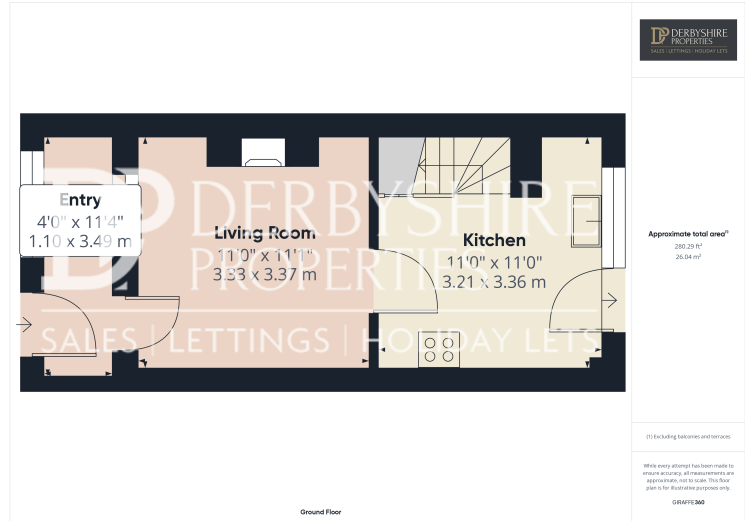 DP DERBYSHIRE
PROPERTIES
SALES | LETTINGS | HOLIDAY LETS
DERBYSHIRE
PROPERTIES
SALES | LETTINGS | HOLIDAY LETS
Entry
4'0" x 11'4"
1.10 x 3.49 m
Living Room
11'0" x 11'1"
3.33 x 3.37 m
Kitchen
11'0" x 11'0"
3.21 x 3.36 m
Ground Floor
Approximate total area⁽¹⁾
280.29 ft²
26.04 m²
(1) Excluding balconies and terraces
While every attempt has been made to
ensure accuracy, all measurements are
approximate, not to scale. This floor
plan is for illustrative purposes only.
GIRAFFE360